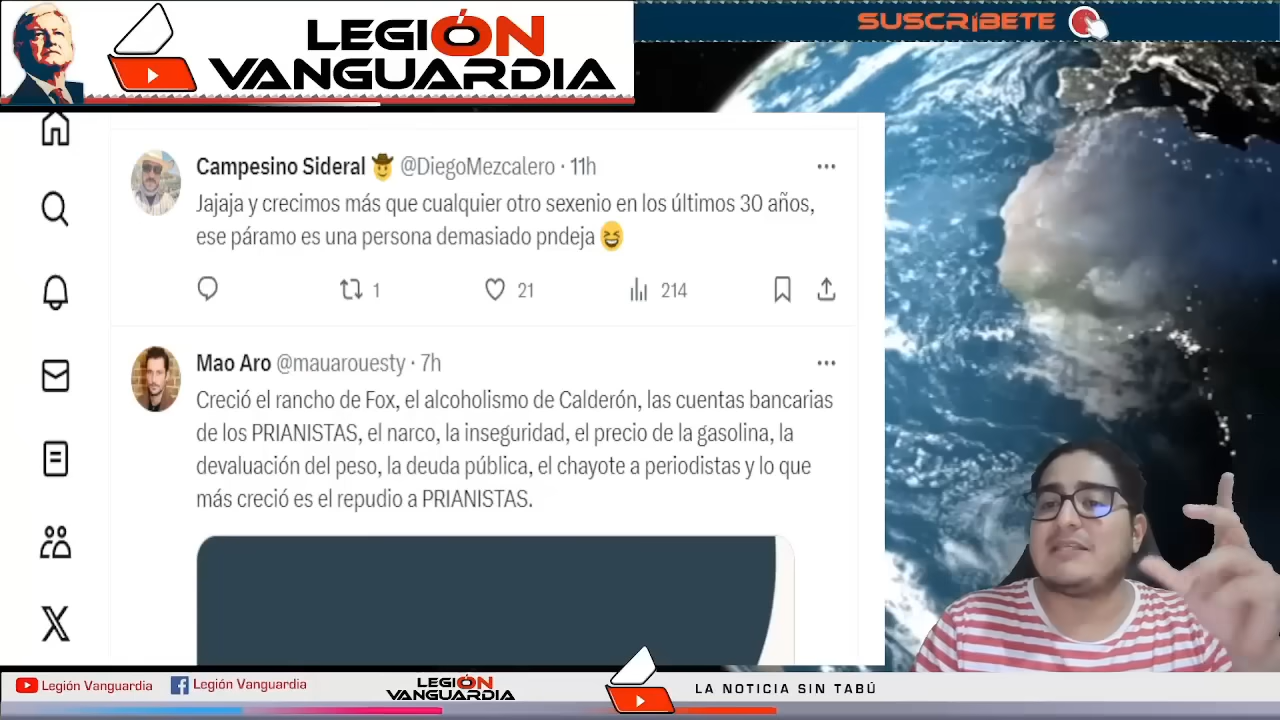 LEGIÓN
VANGUARDIA
SUSCRÍBETE
Campesino Sideral @DiegoMezcalero · 11h
Jajaja y crecimos más que cualquier otro sexenio en los últimos 30 años,
ese páramo es una persona demasiado pndeja
1 21 214
Mao Aro @mauarouesty · 7h
Creció el rancho de Fox, el alcoholismo de Calderón, las cuentas bancarias
de los PRIANISTAS, el narco, la inseguridad, el precio de la gasolina, la
devaluación del peso, la deuda pública, el chayote a periodistas y lo que
más creció es el repudio a PRIANISTAS.
Legión Vanguardia Legión Vanguardia
LEGIÓN
VANGUARDIA
LA NOTICIA SIN TABÚ